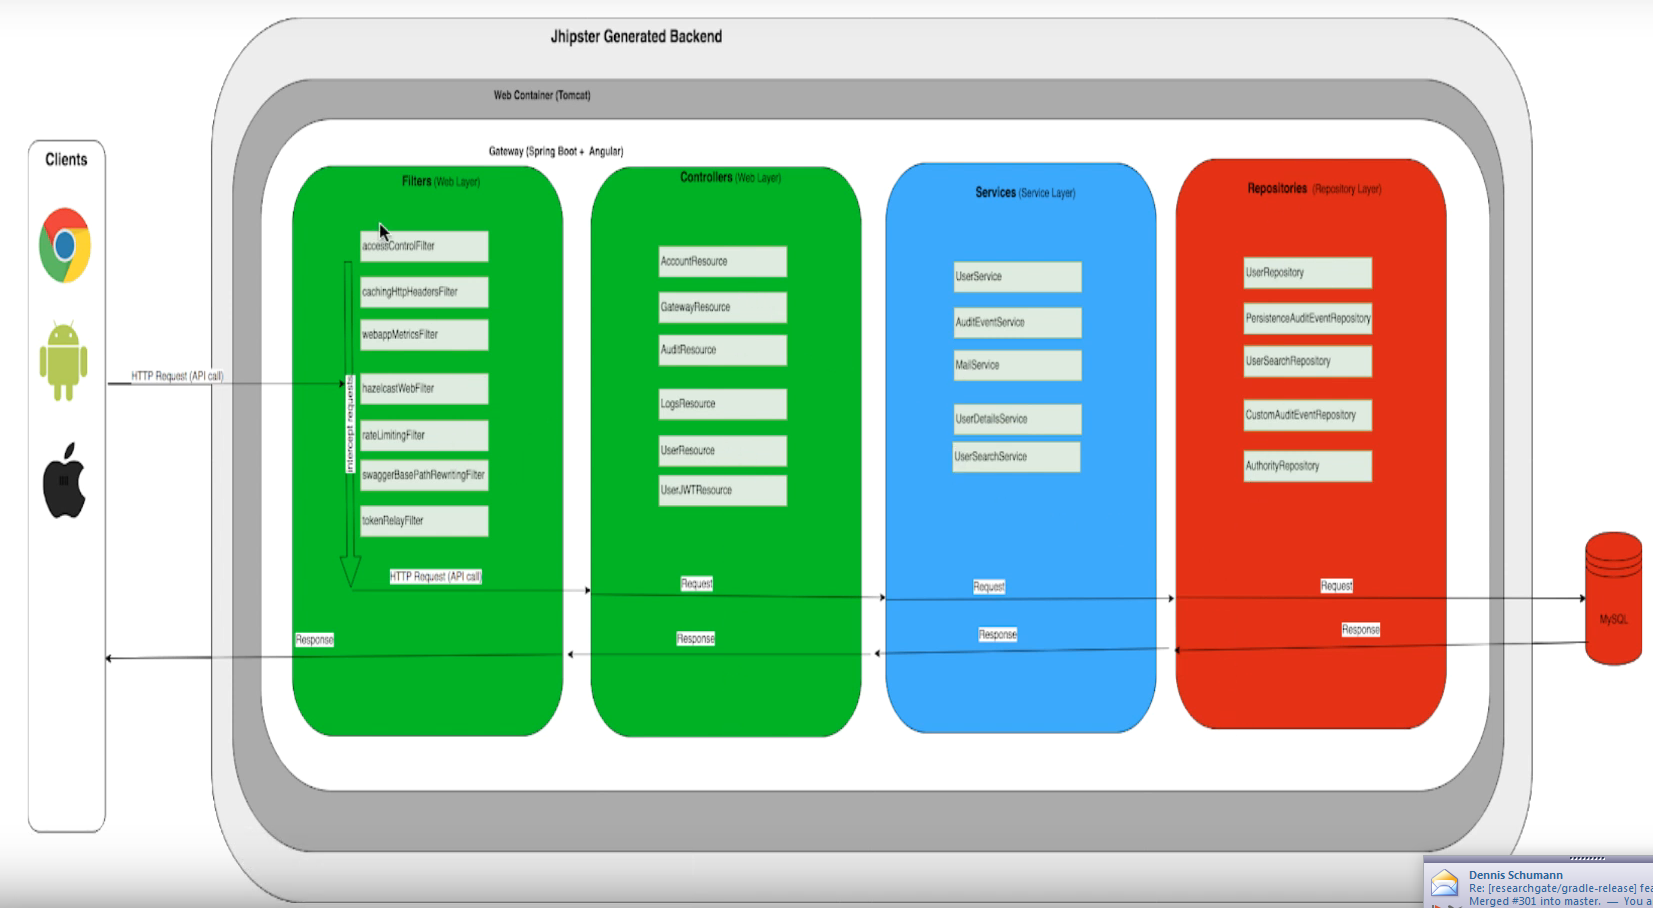 Jhipster Generated Backend
Web Container (Tomcat)
Gateway (Spring Boot + Angular)
Clients
HTTP Request (API call)
Filters (Web Layer)
accessControlFilter
cachingHttpHeadersFilter
webappMetricsFilter
hazelcastWebFilter
rateLimitingFilter
swaggerBasePathRewritingFilter
tokenRelayFilter
intercept requests
HTTP Request (API call)
Response
Controllers (Web Layer)
AccountResource
GatewayResource
AuditResource
LogsResource
UserResource
UserJWTResource
Request
Response
Services (Service Layer)
UserService
AuditEventService
MailService
UserDetailsService
UserSearchService
Request
Response
Repositories (Repository Layer)
UserRepository
PersistenceAuditEventRepository
UserSearchRepository
CustomAuditEventRepository
AuthorityRepository
Request
Response
MySQL
Dennis Schumann
Re: [researchgate/gradle-release] fea
Merged #301 into master. — You a